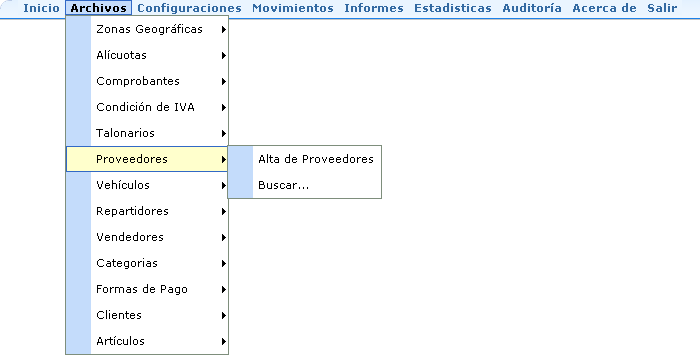 Inicio Archivos Configuraciones Movimientos Informes Estadisticas Auditoría Acerca de Salir
Zonas Geográficas
Alícuotas
Comprobantes
Condición de IVA
Talonarios
Proveedores Alta de Proveedores
Vehículos Buscar...
Repartidores
Vendedores
Categorias
Formas de Pago
Clientes
Artículos